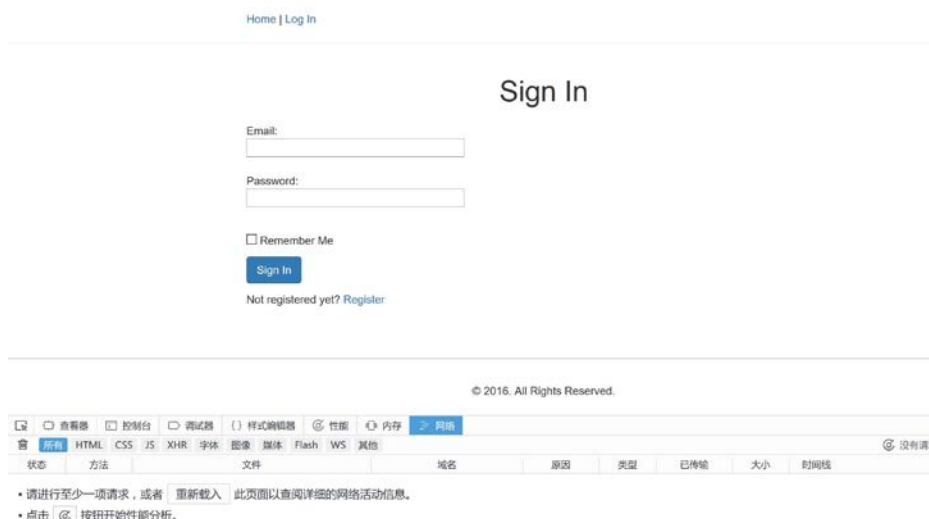 Home | Log In
Sign In
Email:
Password:
Remember Me
Sign In
Not registered yet? Register
© 2016. All Rights Reserved.
查看器 控制台 调试器 {} 样式编辑器 性能 内存 网络
所有 HTML CSS JS XHR 字体 图像 媒体 Flash WS 其他 没有请
状态 方法 文件 域名 原因 类型 已传输 大小 时间线
• 请进行至少一项请求，或者 重新载入 此页面以查阅详细的网络活动信息。
• 点击 按钮开始性能分析。